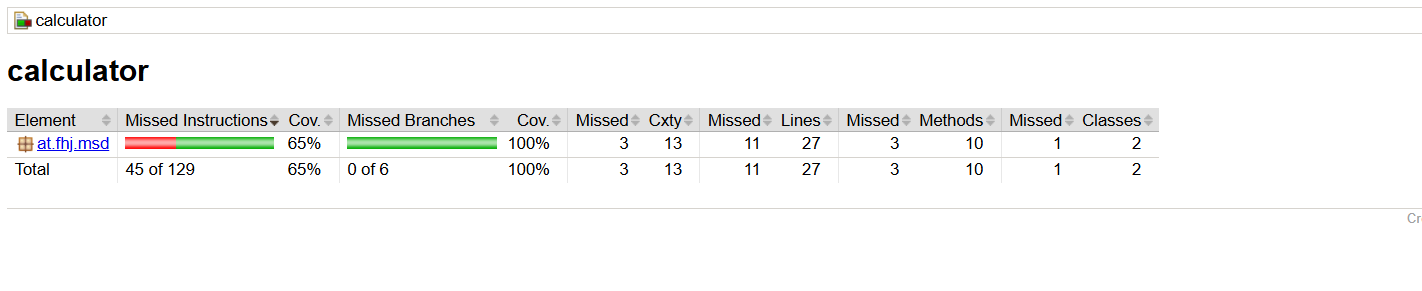 calculator
calculator
Element Missed Instructions Cov. Missed Branches Cov. Missed Cxty Missed Lines Missed Methods Missed Classes
at.fhj.msd 65% 100% 3 13 11 27 3 10 1 2
Total 45 of 129 65% 0 of 6 100% 3 13 11 27 3 10 1 2